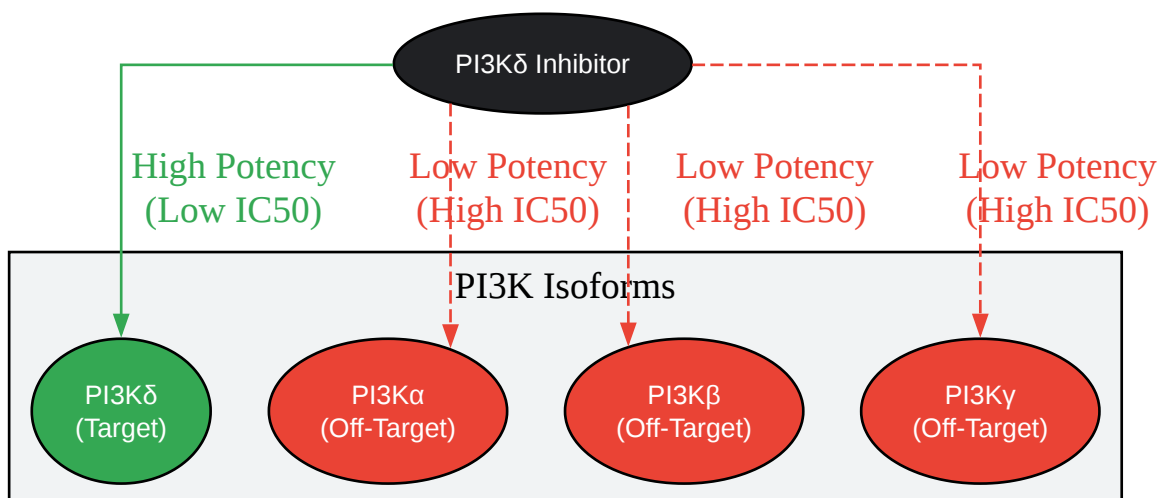 PI3Kδ Inhibitor
High Potency
(Low IC50)
Low Potency
(High IC50)
Low Potency
(High IC50)
Low Potency
(High IC50)
PI3K Isoforms
PI3Kδ
(Target)
PI3Kα
(Off-Target)
PI3Kβ
(Off-Target)
PI3Kγ
(Off-Target)